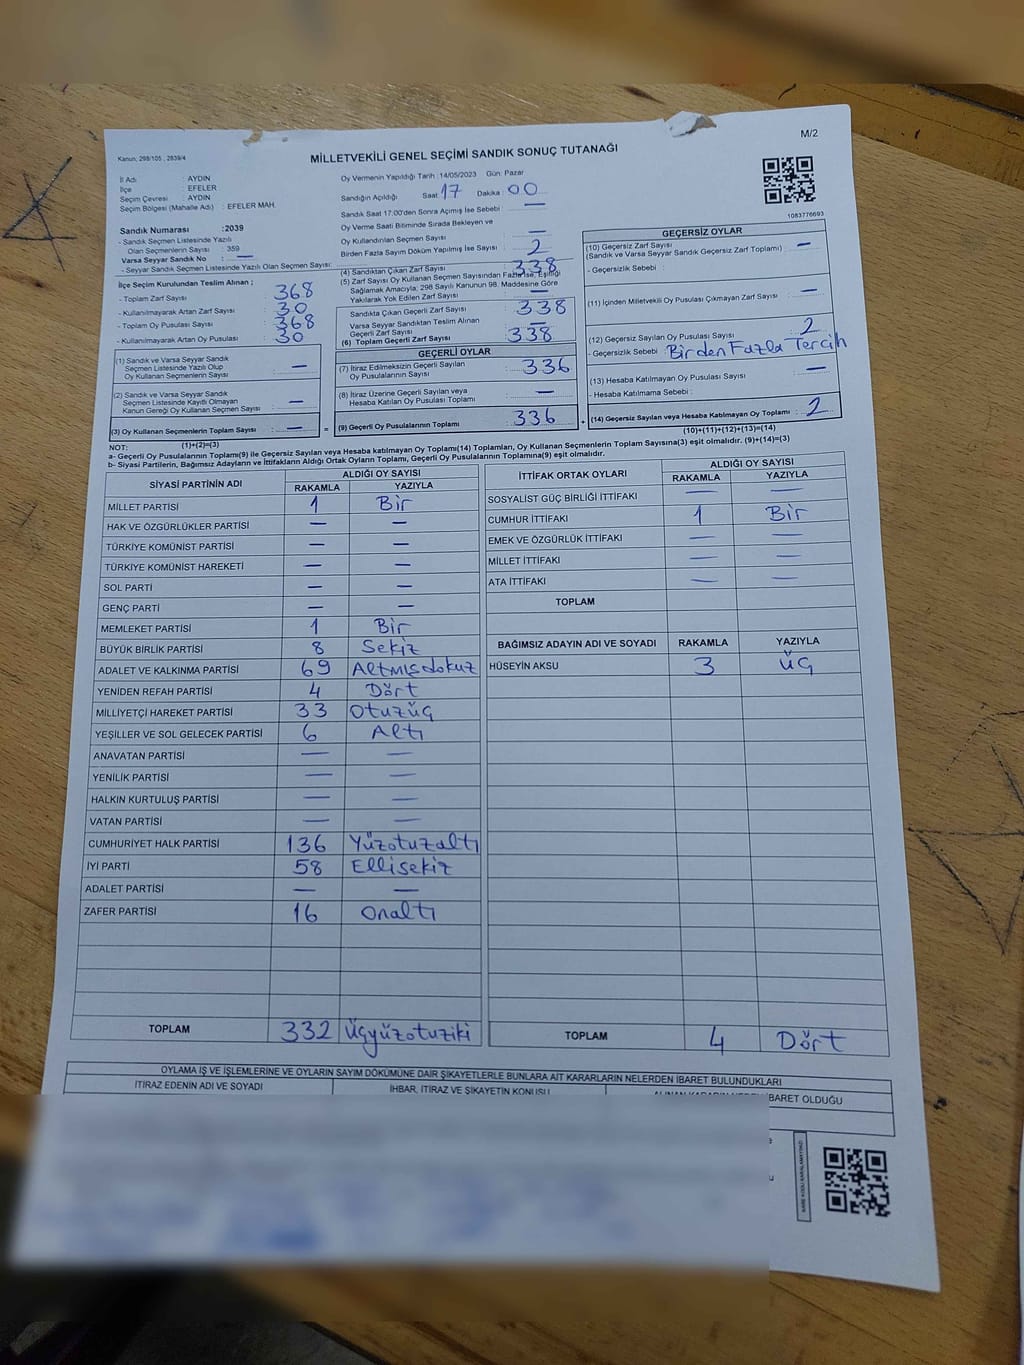 Kanun; 298/105 , 2839/4
M/2
MİLLETVEKİLİ GENEL SEÇİMİ SANDIK SONUÇ TUTANAĞI
İl Adı : AYDIN
İlçe : EFELER
Seçim Çevresi : AYDIN
Seçim Bölgesi (Mahalle Adı) : EFELER MAH.
Sandık Numarası :2039
- Sandık Seçmen Listesinde Yazılı
Olan Seçmenlerin Sayısı : 359
Varsa Seyyar Sandık No : —
- Seyyar Sandık Seçmen Listesinde Yazılı Olan Seçmen Sayısı:
Oy Vermenin Yapıldığı Tarih :14/05/2023 Gün: Pazar
Sandığın Açıldığı Saat : 17 Dakika : 00
Sandık Saat 17:00'den Sonra Açılmış İse Sebebi : —
Oy Verme Saati Bitiminde Sırada Bekleyen ve
Oy Kullandırılan Seçmen Sayısı : —
Birden Fazla Sayım Döküm Yapılmış İse Sayısı : 2
1083776693
İlçe Seçim Kurulundan Teslim Alınan ;
- Toplam Zarf Sayısı : 368
- Kullanılmayarak Artan Zarf Sayısı : 30
- Toplam Oy Pusulası Sayısı : 368
- Kullanılmayarak Artan Oy Pusulası : 30
(1) Sandık ve Varsa Seyyar Sandık
Seçmen Listesinde Yazılı Olup
Oy Kullanan Seçmenlerin Sayısı : —
(2) Sandık ve Varsa Seyyar Sandık
Seçmen Listesinde Kayıtlı Olmayan
Kanun Gereği Oy Kullanan Seçmen Sayısı : —
(3) Oy Kullanan Seçmenlerin Toplam Sayısı : — =
(1)+(2)=(3)
(4) Sandıktan Çıkan Zarf Sayısı : 338
(5) Zarf Sayısı Oy Kullanan Seçmen Sayısından Fazla İse, Eşitliği
Sağlamak Amacıyla; 298 Sayılı Kanunun 98. Maddesine Göre
Yakılarak Yok Edilen Zarf Sayısı : —
Sandıkta Çıkan Geçerli Zarf Sayısı : 338
Varsa Seyyar Sandıktan Teslim Alınan
Geçerli Zarf Sayısı : —
(6) Toplam Geçerli Zarf Sayısı : 338
GEÇERLİ OYLAR
(7) İtiraz Edilmeksizin Geçerli Sayılan
Oy Pusulalarının Sayısı : 336
(8) İtiraz Üzerine Geçerli Sayılan veya
Hesaba Katılan Oy Pusulası Toplamı : —
(9) Geçerli Oy Pusulalarının Toplamı : 336 +
GEÇERSİZ OYLAR
(10) Geçersiz Zarf Sayısı : —
(Sandık ve Varsa Seyyar Sandık Geçersiz Zarf Toplamı)
- Geçersizlik Sebebi :
(11) İçinden Milletvekili Oy Pusulası Çıkmayan Zarf Sayısı : —
(12) Geçersiz Sayılan Oy Pusulası Sayısı : 2
- Geçersizlik Sebebi : Birden Fazla Tercih
(13) Hesaba Katılmayan Oy Pusulası Sayısı : —
- Hesaba Katılmama Sebebi :
(14) Geçersiz Sayılan veya Hesaba Katılmayan Oy Toplamı : 2
(10)+(11)+(12)+(13)=(14)
NOT:
a- Geçerli Oy Pusulalarının Toplamı(9) ile Geçersiz Sayılan veya Hesaba katılmayan Oy Toplamı(14) Toplamları, Oy Kullanan Seçmenlerin Toplam Sayısına(3) eşit olmalıdır. (9)+(14)=(3)
b- Siyasi Partilerin, Bağımsız Adayların ve İttifakların Aldığı Ortak Oyların Toplamı, Geçerli Oy Pusulalarının Toplamına(9) eşit olmalıdır.
SİYASİ PARTİNİN ADI ALDIĞI OY SAYISI
RAKAMLA YAZIYLA
MİLLET PARTİSİ 1 Bir
HAK VE ÖZGÜRLÜKLER PARTİSİ — —
TÜRKİYE KOMÜNİST PARTİSİ — —
TÜRKİYE KOMÜNİST HAREKETİ — —
SOL PARTİ — —
GENÇ PARTİ — —
MEMLEKET PARTİSİ 1 Bir
BÜYÜK BİRLİK PARTİSİ 8 Sekiz
ADALET VE KALKINMA PARTİSİ 69 Altmışdokuz
YENİDEN REFAH PARTİSİ 4 Dört
MİLLİYETÇİ HAREKET PARTİSİ 33 Otuzüç
YEŞİLLER VE SOL GELECEK PARTİSİ 6 Altı
ANAVATAN PARTİSİ — —
YENİLİK PARTİSİ — —
HALKIN KURTULUŞ PARTİSİ — —
VATAN PARTİSİ — —
CUMHURİYET HALK PARTİSİ 136 Yüzotuzaltı
İYİ PARTİ 58 Ellisekiz
ADALET PARTİSİ — —
ZAFER PARTİSİ 16 Onaltı
TOPLAM 332 Üçyüzotuziki
İTTİFAK ORTAK OYLARI ALDIĞI OY SAYISI
RAKAMLA YAZIYLA
SOSYALİST GÜÇ BİRLİĞİ İTTİFAKI — —
CUMHUR İTTİFAKI 1 Bir
EMEK VE ÖZGÜRLÜK İTTİFAKI — —
MİLLET İTTİFAKI — —
ATA İTTİFAKI — —
TOPLAM
BAĞIMSIZ ADAYIN ADI VE SOYADI RAKAMLA YAZIYLA
HÜSEYİN AKSU 3 Üç
TOPLAM 4 Dört
OYLAMA İŞ VE İŞLEMLERİNE VE OYLARIN SAYIM DÖKÜMÜNE DAİR ŞİKAYETLERLE BUNLARA AİT KARARLARIN NELERDEN İBARET BULUNDUKLARI
İTİRAZ EDENİN ADI VE SOYADI
İHBAR, İTİRAZ VE ŞİKAYETİN KONUSU
İBARET OLDUĞU